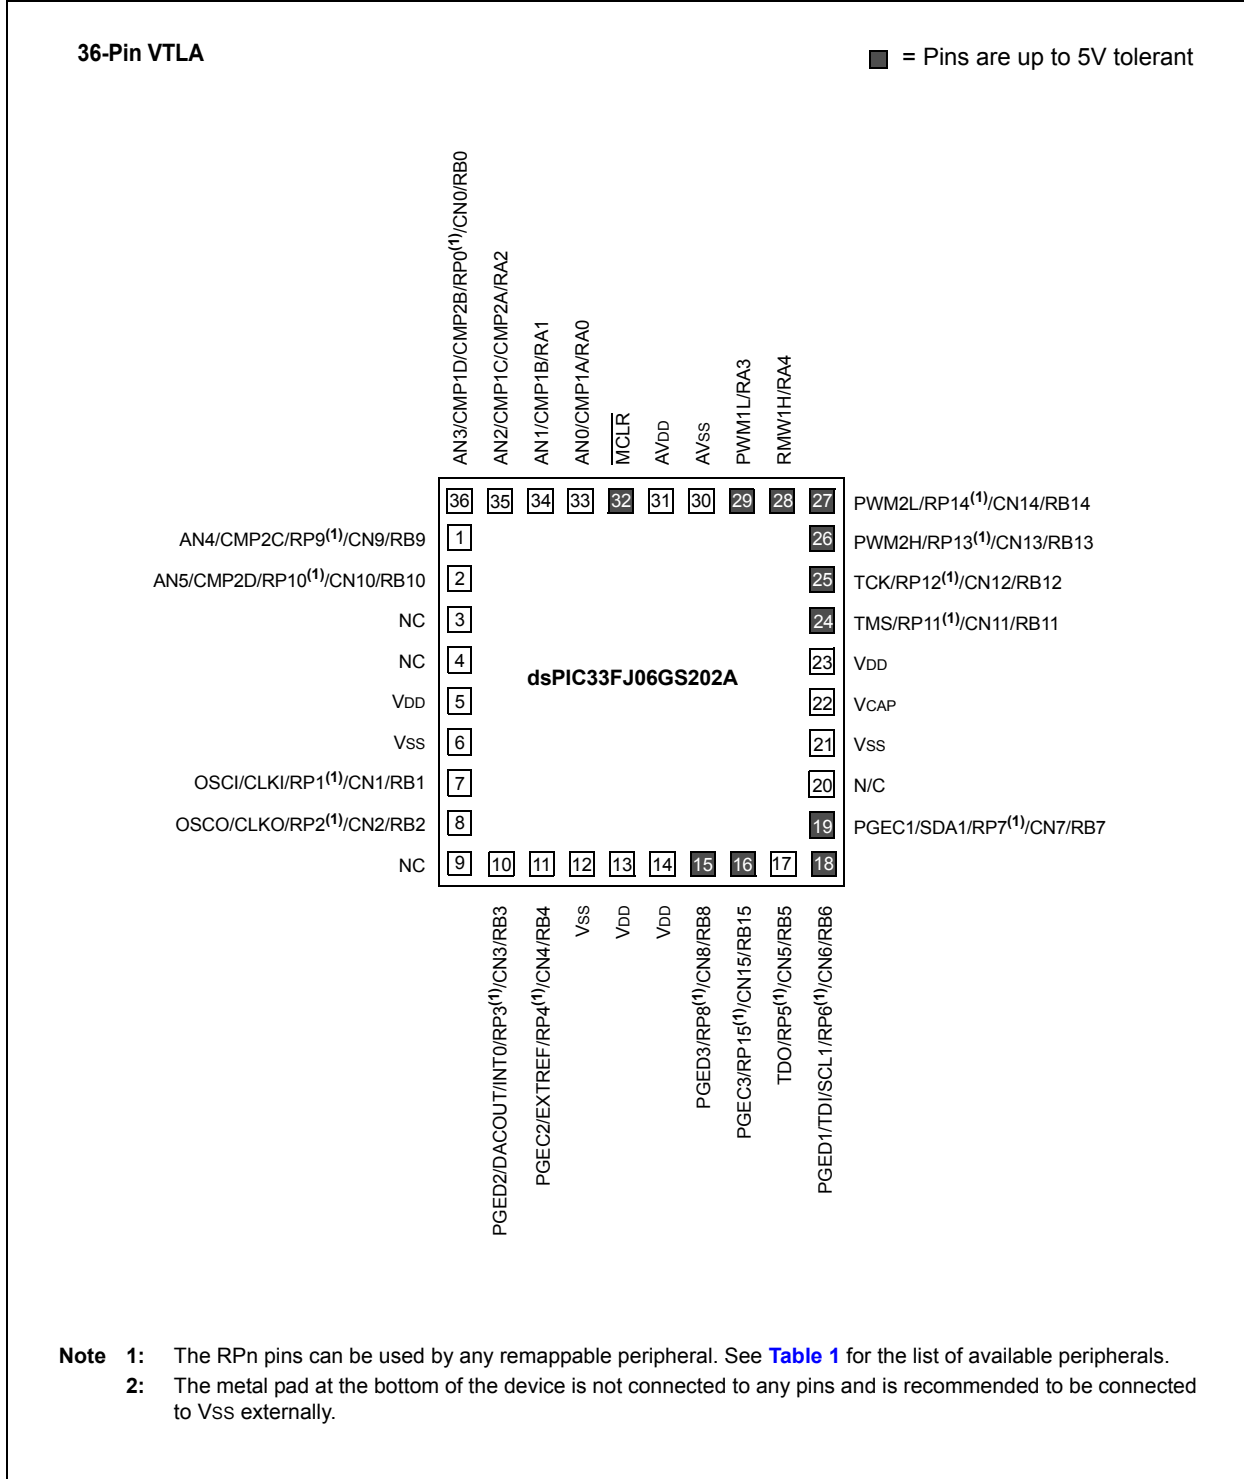 36-Pin VTLA
= Pins are up to 5V tolerant
AN3/CMP1D/CMP2B/RP0(1)/CN0/RB0
AN2/CMP1C/CMP2A/RA2
AN1/CMP1B/RA1
AN0/CMP1A/RA0
MCLR
AVDD
AVSS
PWM1L/RA3
RMW1H/RA4
36 35 34 33 32 31 30 29 28 27 PWM2L/RP14(1)/CN14/RB14
AN4/CMP2C/RP9(1)/CN9/RB9 1 26 PWM2H/RP13(1)/CN13/RB13
AN5/CMP2D/RP10(1)/CN10/RB10 2 25 TCK/RP12(1)/CN12/RB12
NC 3 24 TMS/RP11(1)/CN11/RB11
NC 4 23 VDD
dsPIC33FJ06GS202A
VDD 5 22 VCAP
VSS 6 21 VSS
OSCI/CLKI/RP1(1)/CN1/RB1 7 20 N/C
OSCO/CLKO/RP2(1)/CN2/RB2 8 19 PGEC1/SDA1/RP7(1)/CN7/RB7
NC 9 10 11 12 13 14 15 16 17 18
PGED2/DACOUT/INT0/RP3(1)/CN3/RB3
PGEC2/EXTREF/RP4(1)/CN4/RB4
VSS
VDD
VDD
PGED3/RP8(1)/CN8/RB8
PGEC3/RP15(1)/CN15/RB15
TDO/RP5(1)/CN5/RB5
PGED1/TDI/SCL1/RP6(1)/CN6/RB6
Note 1: The RPn pins can be used by any remappable peripheral. See Table 1 for the list of available peripherals.
2: The metal pad at the bottom of the device is not connected to any pins and is recommended to be connected
to VSS externally.